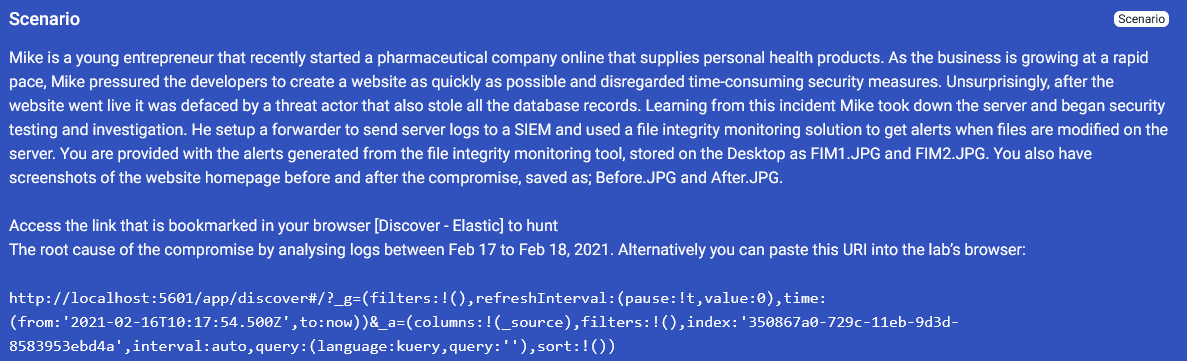 Scenario
Scenario
Mike is a young entrepreneur that recently started a pharmaceutical company online that supplies personal health products. As the business is growing at a rapid
pace, Mike pressured the developers to create a website as quickly as possible and disregarded time-consuming security measures. Unsurprisingly, after the
website went live it was defaced by a threat actor that also stole all the database records. Learning from this incident Mike took down the server and began security
testing and investigation. He setup a forwarder to send server logs to a SIEM and used a file integrity monitoring solution to get alerts when files are modified on the
server. You are provided with the alerts generated from the file integrity monitoring tool, stored on the Desktop as FIM1.JPG and FIM2.JPG. You also have
screenshots of the website homepage before and after the compromise, saved as; Before.JPG and After.JPG.
Access the link that is bookmarked in your browser [Discover - Elastic] to hunt
The root cause of the compromise by analysing logs between Feb 17 to Feb 18, 2021. Alternatively you can paste this URI into the lab's browser:
http://localhost:5601/app/discover#/?_g=(filters:!(),refreshInterval:(pause:!t,value:0),time:
(from:'2021-02-16T10:17:54.500Z',to:now))&_a=(columns:!(_source),filters:!(),index:'350867a0-729c-11eb-9d3d-
8583953ebd4a',interval:auto,query:(language:kuery,query:''),sort:!())